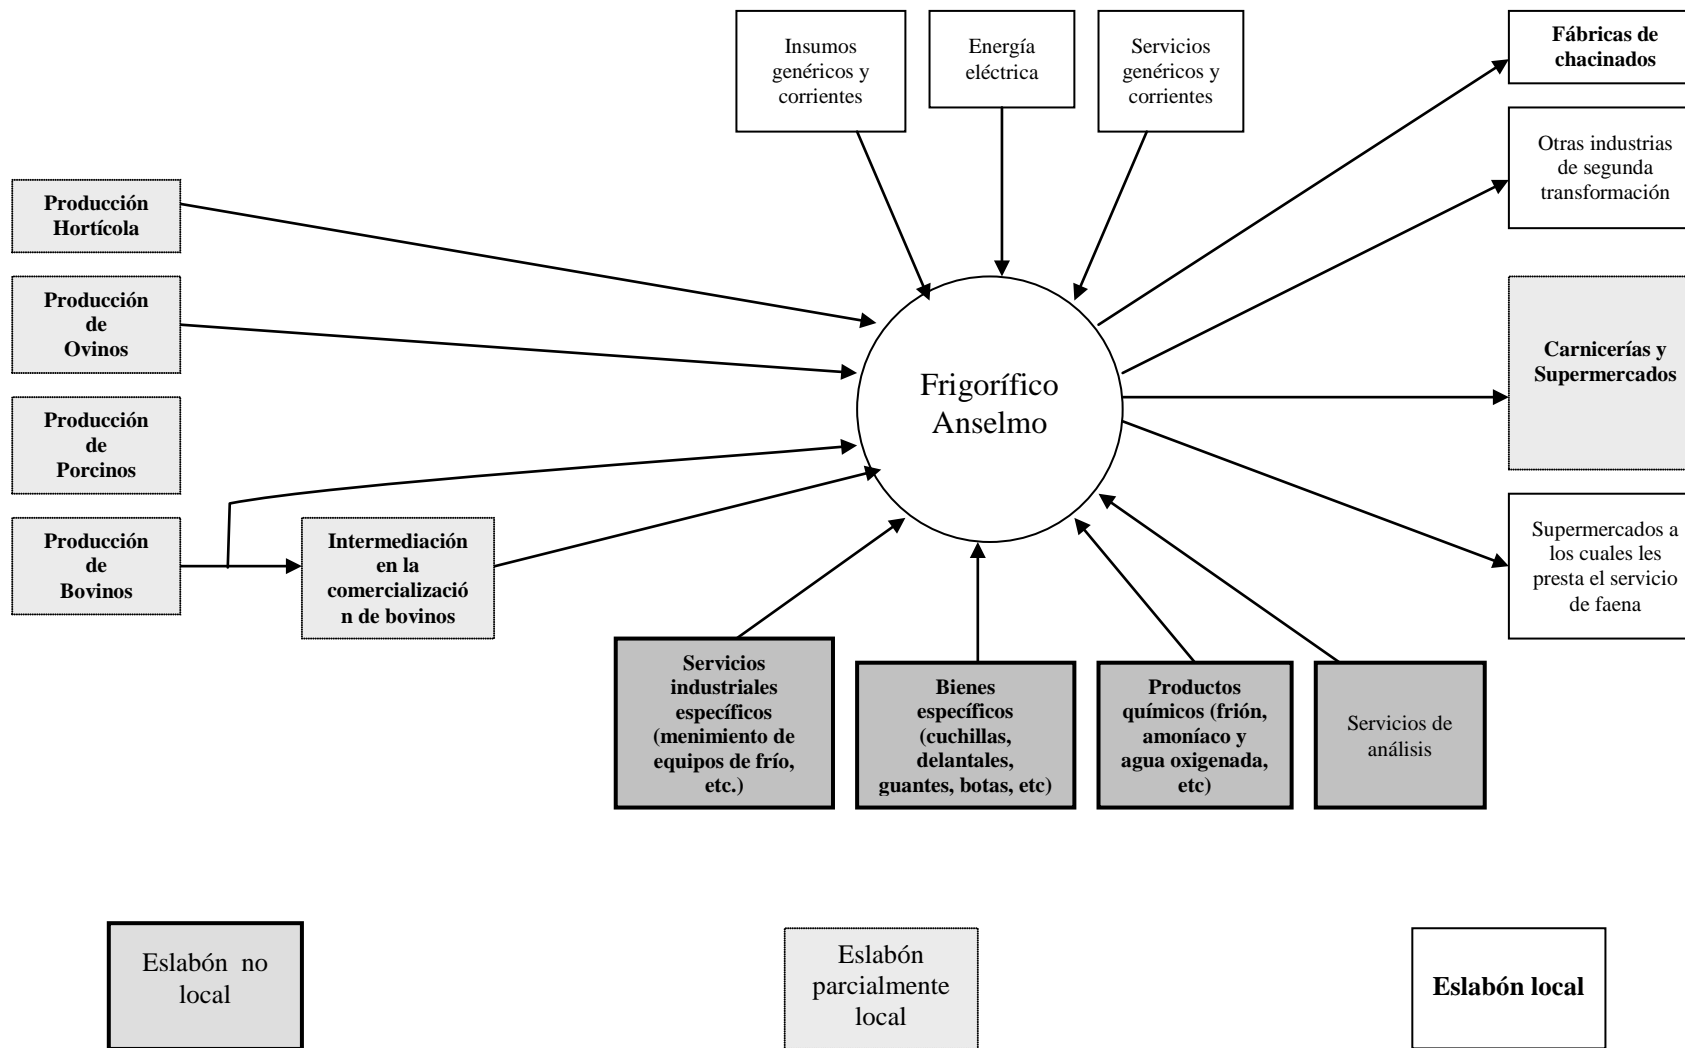 Insumos
genéricos y
corrientes
Energía
eléctrica
Servicios
genéricos y
corrientes
Fábricas de
chacinados
Otras industrias
de segunda
transformación
Producción
Hortícola
Producción
de
Ovinos
Producción
de
Porcinos
Producción
de
Bovinos
Intermediación
en la
comercializació
n de bovinos
Frigorífico
Anselmo
Carnicerías y
Supermercados
Supermercados a
los cuales les
presta el servicio
de faena
Servicios
industriales
específicos
(menimiento de
equipos de frío,
etc.)
Bienes
específicos
(cuchillas,
delantales,
guantes, botas, etc)
Productos
químicos (frión,
amoníaco y
agua oxigenada,
etc)
Servicios de
análisis
Eslabón no
local
Eslabón
parcialmente
local
Eslabón local